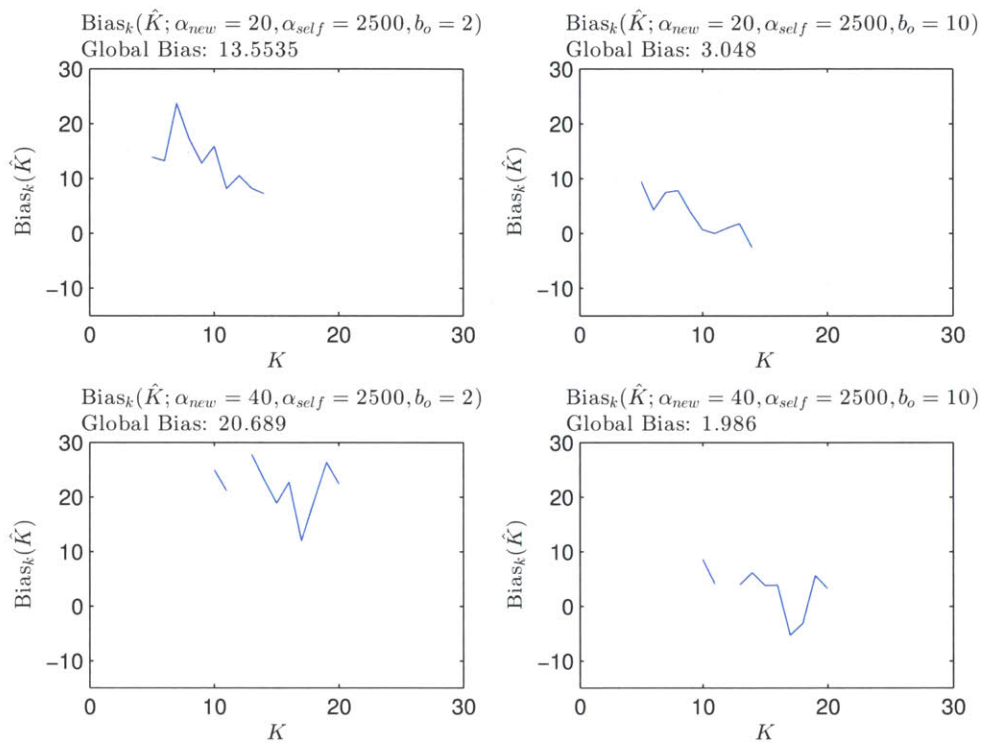 Bias_k(K̂; α_new = 20, α_self = 2500, b_o = 2)
Global Bias: 13.5535
30
20
10
0
−10
Bias_k(K̂)
0 10 20 30
K
Bias_k(K̂; α_new = 20, α_self = 2500, b_o = 10)
Global Bias: 3.048
30
20
10
0
−10
Bias_k(K̂)
0 10 20 30
K
Bias_k(K̂; α_new = 40, α_self = 2500, b_o = 2)
Global Bias: 20.689
30
20
10
0
−10
Bias_k(K̂)
0 10 20 30
K
Bias_k(K̂; α_new = 40, α_self = 2500, b_o = 10)
Global Bias: 1.986
30
20
10
0
−10
Bias_k(K̂)
0 10 20 30
K